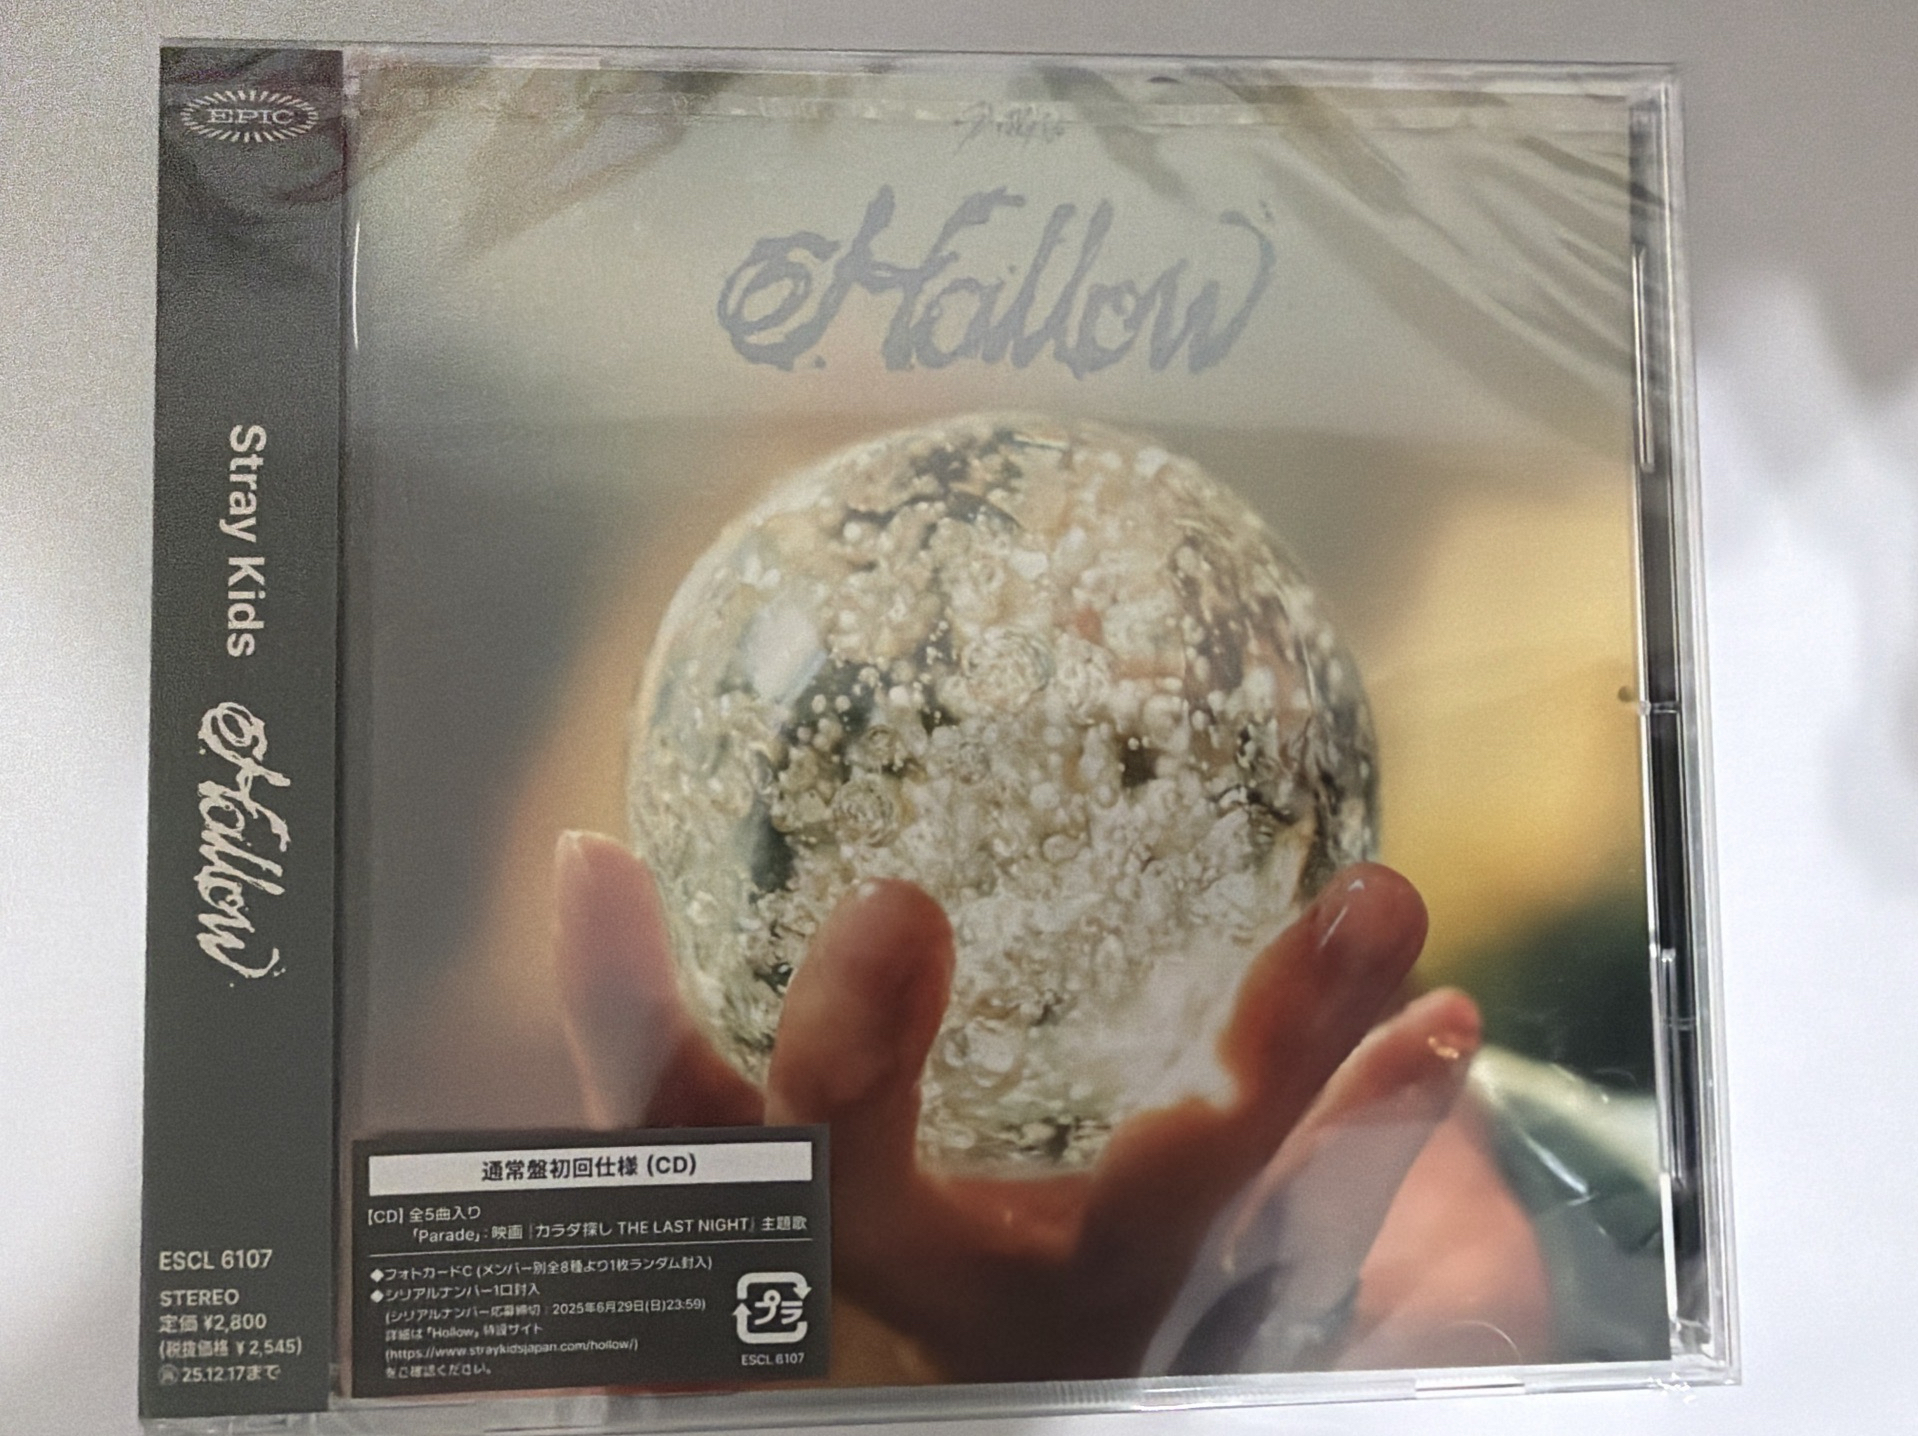 EPIC
Stray Kids
Hollow
ESCL 6107
STEREO
定価 ¥2,800
(税抜価格 ¥2,545)
25.12.17まで
Hollow
通常盤初回仕様 (CD)
【CD】全5曲入り
「Parade」：映画『カラダ探し THE LAST NIGHT』主題歌
◆フォトカードC (メンバー別全8種より1枚ランダム封入)
◆シリアルナンバー1口封入
(シリアルナンバー応募締切：2025年6月29日(日)23:59)
詳細は「Hollow」特設サイト
(https://www.straykidsjapan.com/hollow/)
をご確認ください。
プラ
ESCL 6107